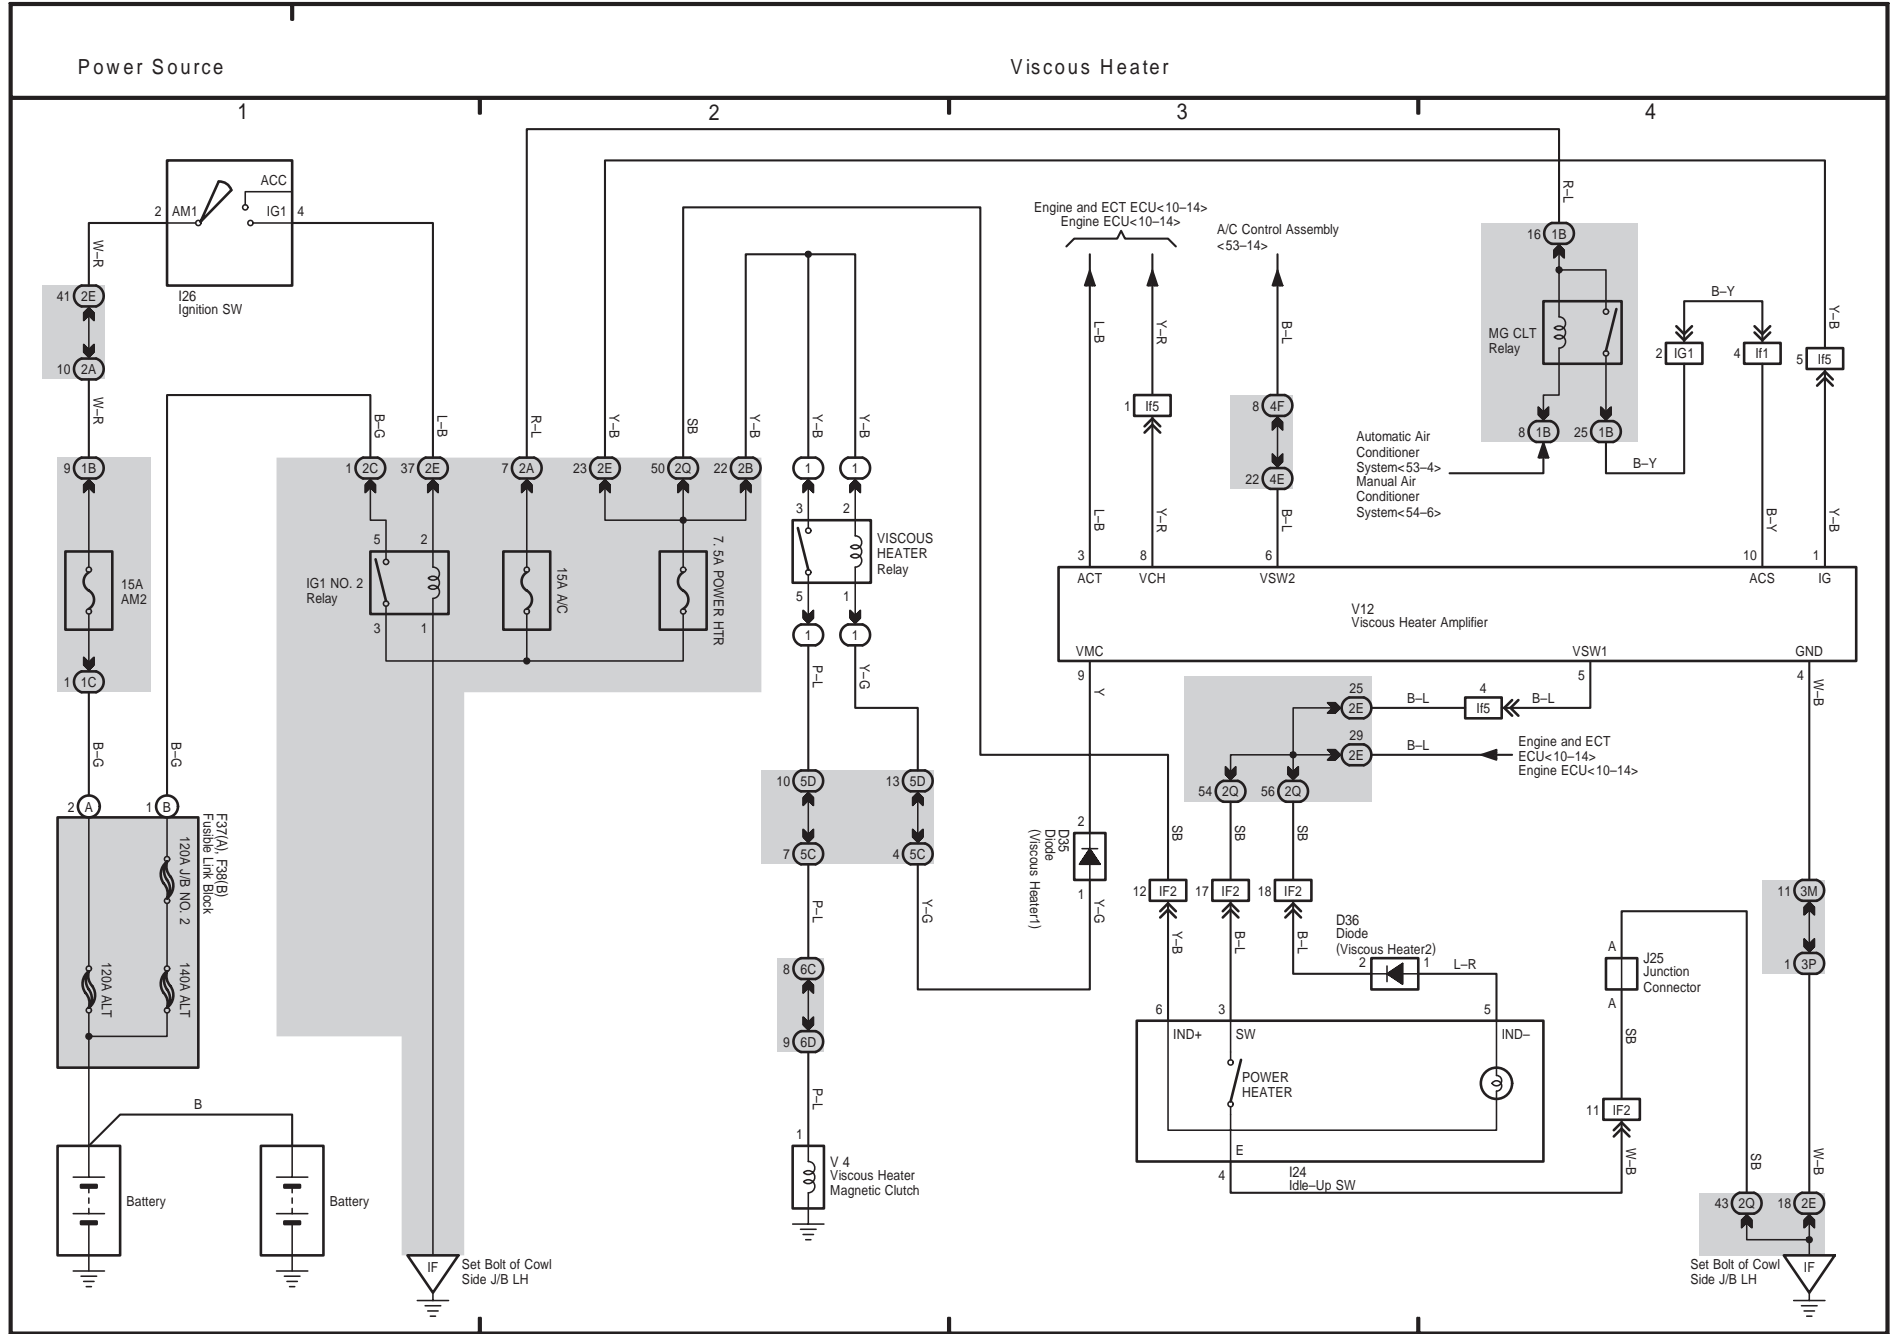 Power Source
Viscous Heater
1
2
3
4
ACC
2
AM1
IG1
4
I26
Ignition SW
W–R
41
2E
10
2A
W–R
9
1B
15A
AM2
1
1C
B–G
B–G
2
A
1
B
F37(A), F38(B)
Fusible Link Block
120A J/B NO. 2
120A ALT
140A ALT
B
Battery
Battery
B–G
L–B
R–L
Y–B
SB
Y–B
Y–B
Y–B
1
2C
37
2E
7
2A
23
2E
50
2Q
22
2B
1
1
5
2
IG1 NO. 2
Relay
3
1
15A A/C
7. 5A POWER HTR
3
2
VISCOUS
HEATER
Relay
5
1
1
1
P–L
Y–G
10
5D
13
5D
7
5C
4
5C
P–L
Y–G
8
6C
9
6D
P–L
1
V 4
Viscous Heater
Magnetic Clutch
IF
Set Bolt of Cowl
Side J/B LH
Engine and ECT ECU<10–14>
Engine ECU<10–14>
A/C Control Assembly
<53–14>
L–B
Y–R
B–L
1
If5
8
4F
22
4E
L–B
Y–R
B–L
R–L
16
1B
MG CLT
Relay
8
1B
25
1B
Automatic Air
Conditioner
System<53–4>
Manual Air
Conditioner
System<54–6>
B–Y
B–Y
2
IG1
4
If1
5
If5
Y–B
B–Y
Y–B
3
8
6
10
1
ACT
VCH
VSW2
ACS
IG
V12
Viscous Heater Amplifier
VMC
VSW1
GND
9
5
4
Y
W–B
25
2E
B–L
4
If5
B–L
29
2E
B–L
Engine and ECT
ECU<10–14>
Engine ECU<10–14>
54
2Q
56
2Q
2
D35
Diode
(Viscous Heater1)
1
Y–G
SB
SB
SB
12
IF2
17
IF2
18
IF2
Y–B
B–L
B–L
D36
Diode
(Viscous Heater2)
2
1
L–R
6
3
5
IND+
SW
IND–
POWER
HEATER
E
4
I24
Idle–Up SW
A
J25
Junction
Connector
A
SB
11
IF2
W–B
SB
11
3M
1
3P
W–B
43
2Q
18
2E
Set Bolt of Cowl
Side J/B LH
IF